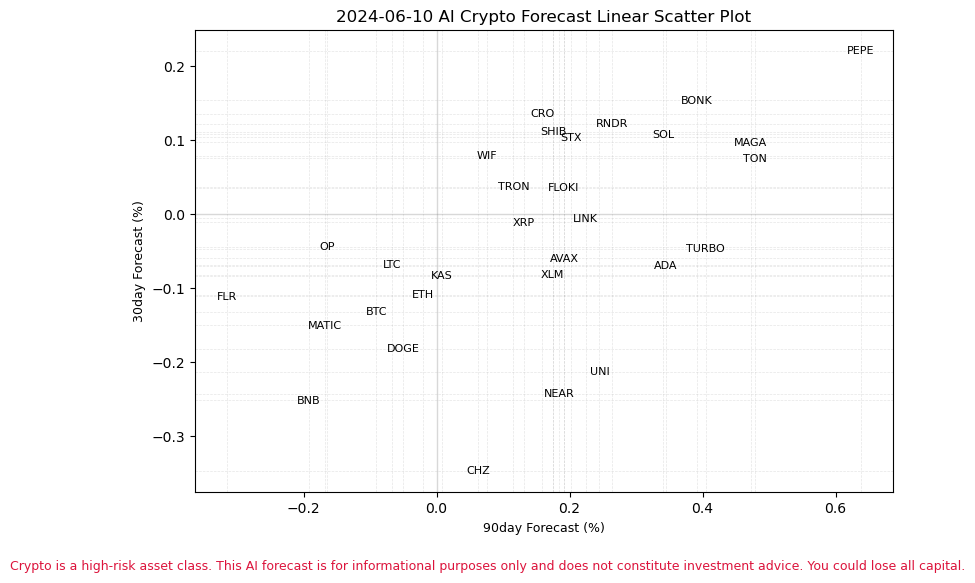 2024-06-10 AI Crypto Forecast Linear Scatter Plot
PEPE
0.2
BONK
CRO
RNDR
SHIB
SOL
STX
0.1
MAGA
WIF
TON
TRON
FLOKI
0.0
LINK
XRP
OP
TURBO
AVAX
LTC
ADA
KAS
XLM
−0.1
ETH
FLR
BTC
MATIC
DOGE
−0.2
UNI
NEAR
BNB
−0.3
CHZ
30day Forecast (%)
−0.2 0.0 0.2 0.4 0.6
90day Forecast (%)
Crypto is a high-risk asset class. This AI forecast is for informational purposes only and does not constitute investment advice. You could lose all capital.